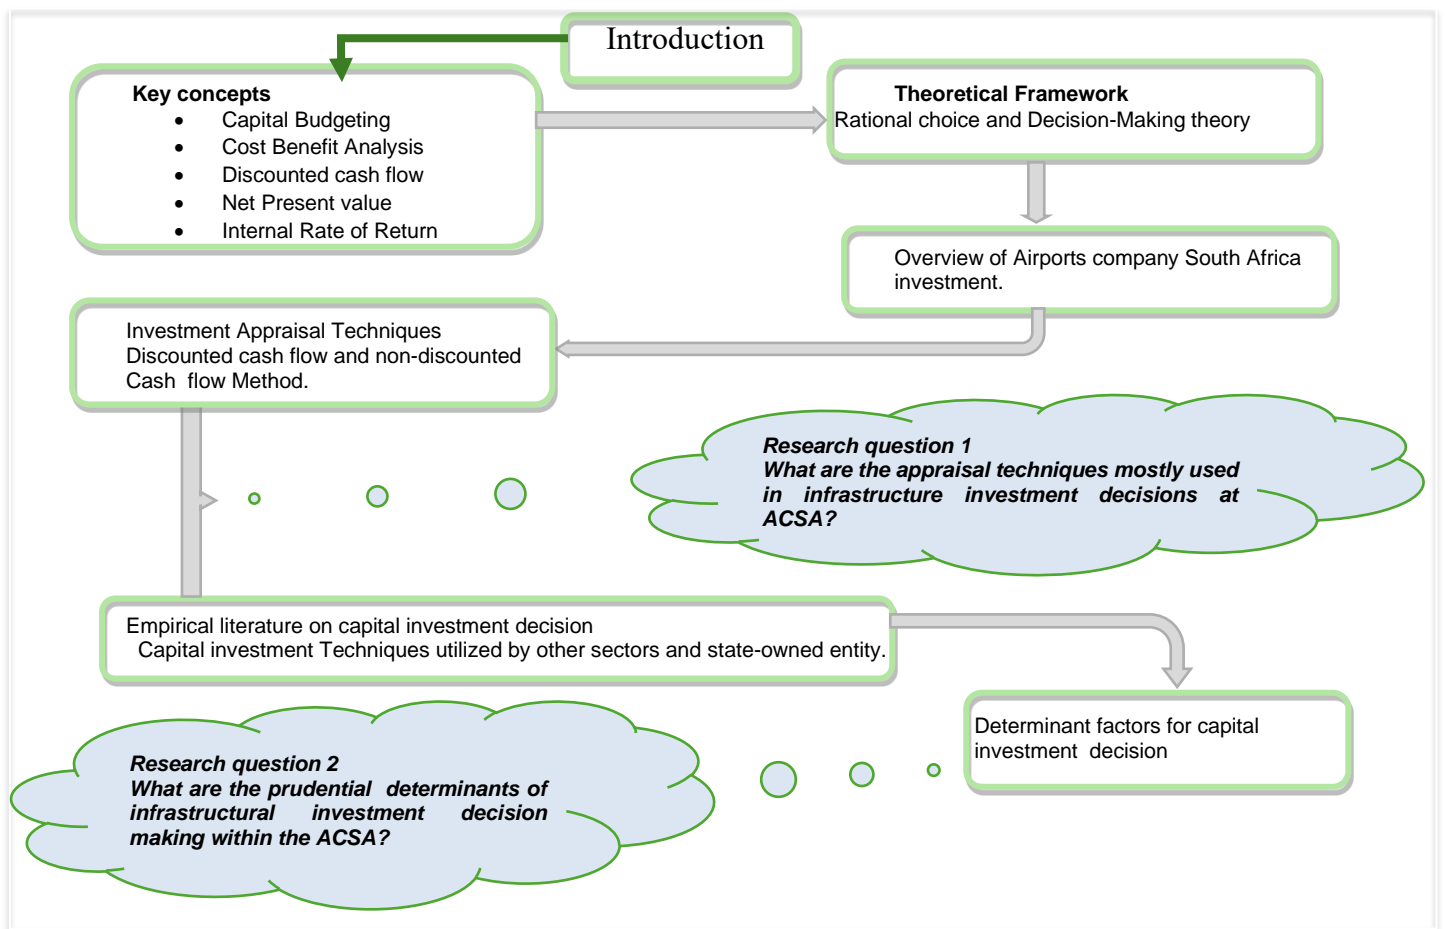 Introduction
Key concepts
• Capital Budgeting
• Cost Benefit Analysis
• Discounted cash flow
• Net Present value
• Internal Rate of Return
Theoretical Framework
Rational choice and Decision-Making theory
Overview of Airports company South Africa
investment.
Investment Appraisal Techniques
Discounted cash flow and non-discounted
Cash flow Method.
Research question 1
What are the appraisal techniques mostly used
in infrastructure investment decisions at
ACSA?
Empirical literature on capital investment decision
Capital investment Techniques utilized by other sectors and state-owned entity.
Determinant factors for capital
investment decision
Research question 2
What are the prudential determinants of
infrastructural investment decision
making within the ACSA?